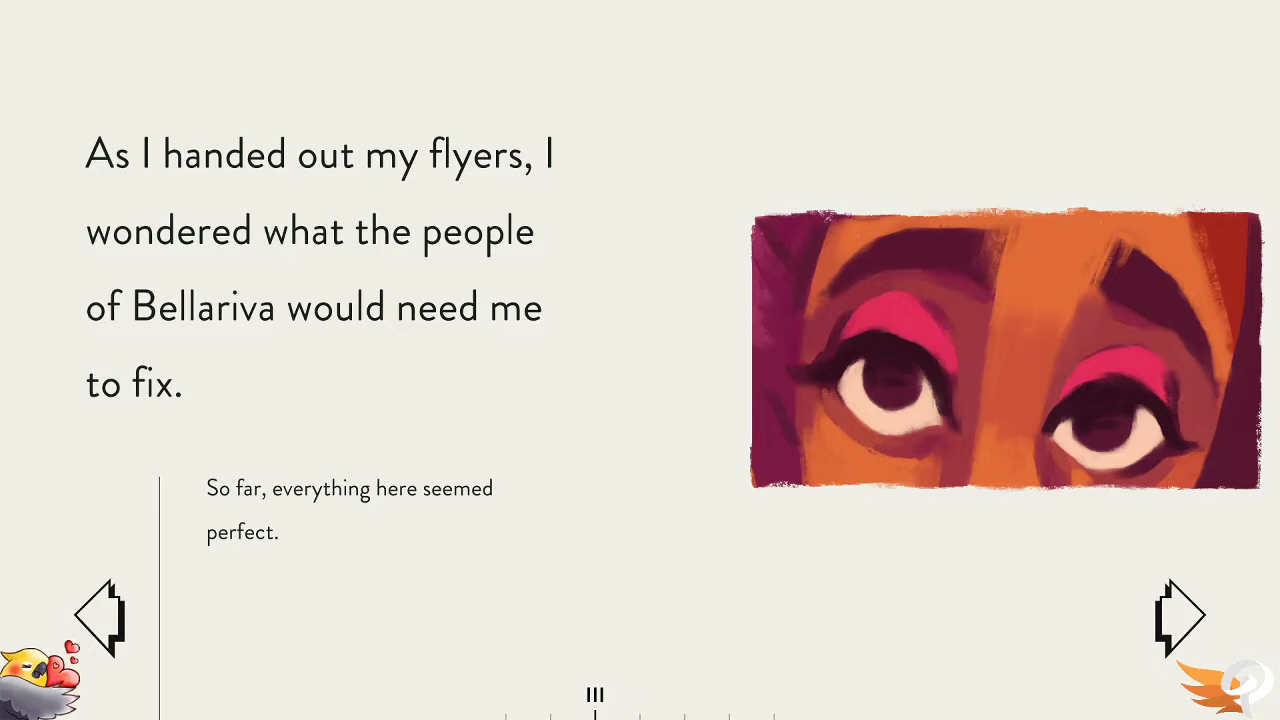 As I handed out my flyers, I
wondered what the people
of Bellariva would need me
to fix.
So far, everything here seemed
perfect.
III